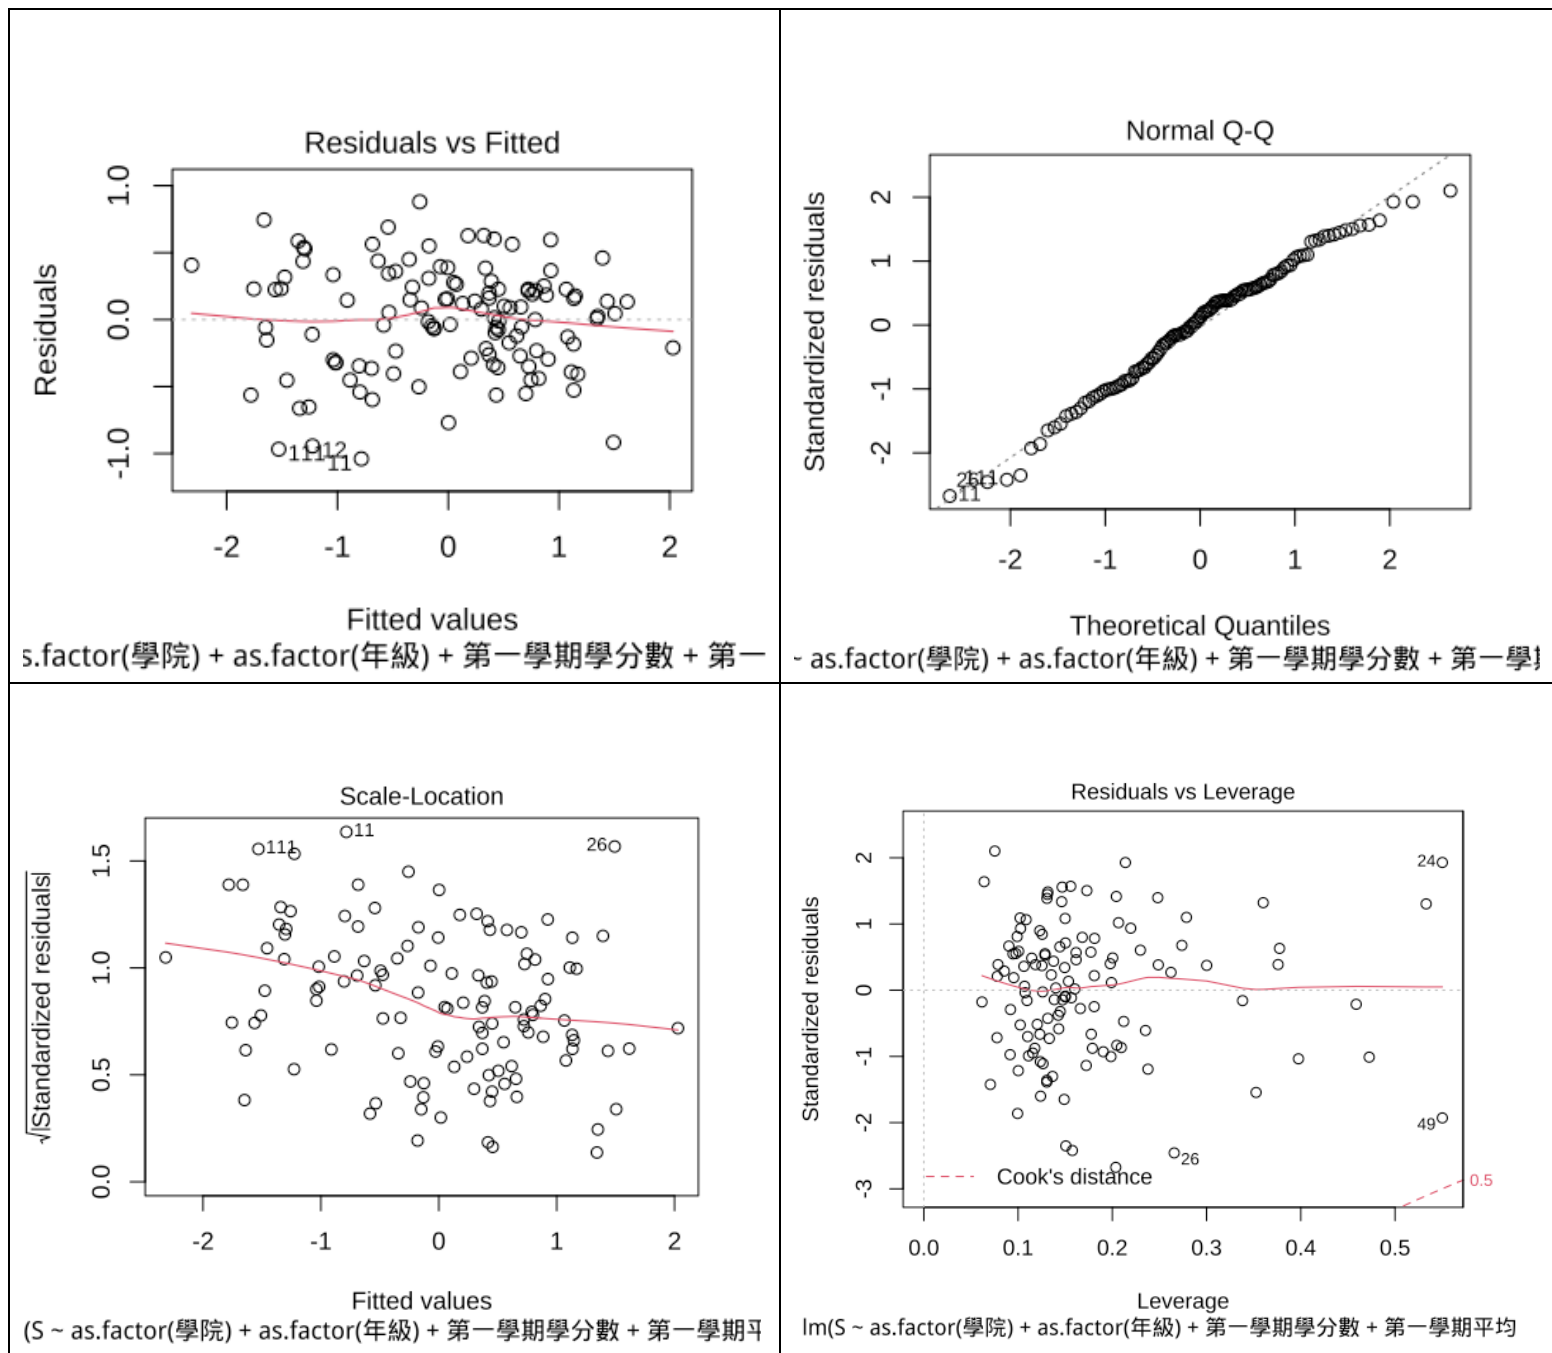 Residuals vs Fitted
Residuals
1.0
0.0
-1.0
111
12
11
-2 -1 0 1 2
Fitted values
s.factor(學院) + as.factor(年級) + 第一學期學分數 + 第一
Normal Q-Q
Standardized residuals
2
1
0
-1
-2
26
111
11
-2 -1 0 1 2
Theoretical Quantiles
~ as.factor(學院) + as.factor(年級) + 第一學期學分數 + 第一學
Scale-Location
√|Standardized residuals|
1.5
1.0
0.5
0.0
111
11
26
-2 -1 0 1 2
Fitted values
(S ~ as.factor(學院) + as.factor(年級) + 第一學期學分數 + 第一學期平
Residuals vs Leverage
Standardized residuals
2
1
0
-1
-2
-3
24
49
26
Cook's distance
0.5
0.0 0.1 0.2 0.3 0.4 0.5
Leverage
lm(S ~ as.factor(學院) + as.factor(年級) + 第一學期學分數 + 第一學期平均